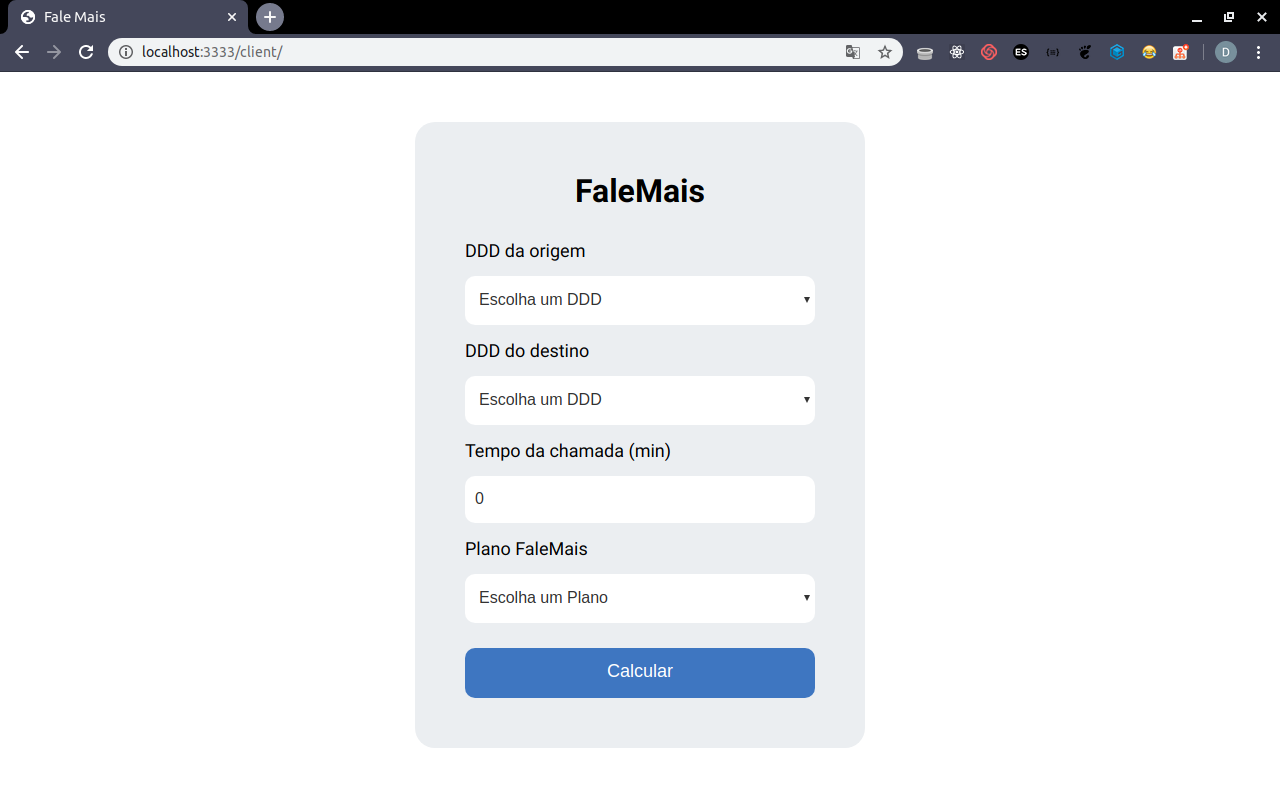 Fale Mais
localhost:3333/client/
ES
D
FaleMais
DDD da origem
Escolha um DDD
DDD do destino
Escolha um DDD
Tempo da chamada (min)
0
Plano FaleMais
Escolha um Plano
Calcular